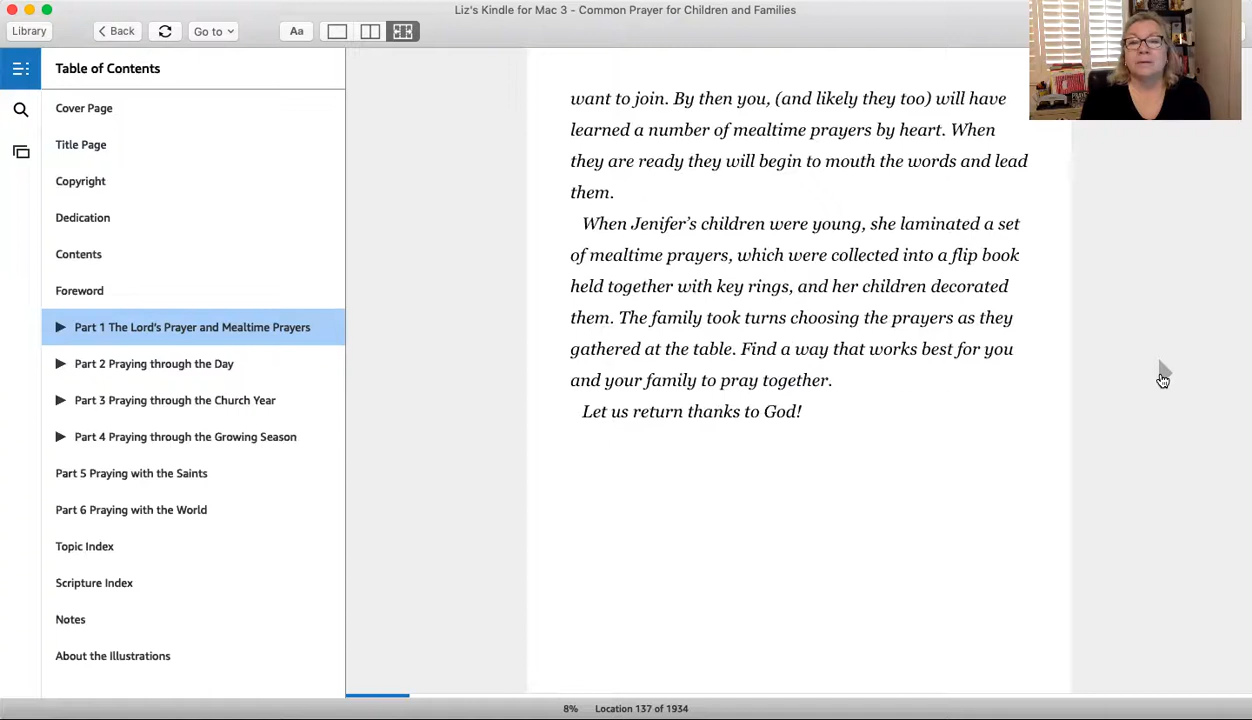 Liz's Kindle for Mac 3 - Common Prayer for Children and Families
Library
Back
Go to
Aa
Table of Contents
Cover Page
Title Page
Copyright
Dedication
Contents
Foreword
Part 1 The Lord's Prayer and Mealtime Prayers
Part 2 Praying through the Day
Part 3 Praying through the Church Year
Part 4 Praying through the Growing Season
Part 5 Praying with the Saints
Part 6 Praying with the World
Topic Index
Scripture Index
Notes
About the Illustrations
want to join. By then you, (and likely they too) will have
learned a number of mealtime prayers by heart. When
they are ready they will begin to mouth the words and lead
them.
When Jenifer's children were young, she laminated a set
of mealtime prayers, which were collected into a flip book
held together with key rings, and her children decorated
them. The family took turns choosing the prayers as they
gathered at the table. Find a way that works best for you
and your family to pray together.
Let us return thanks to God!
8% Location 137 of 1934